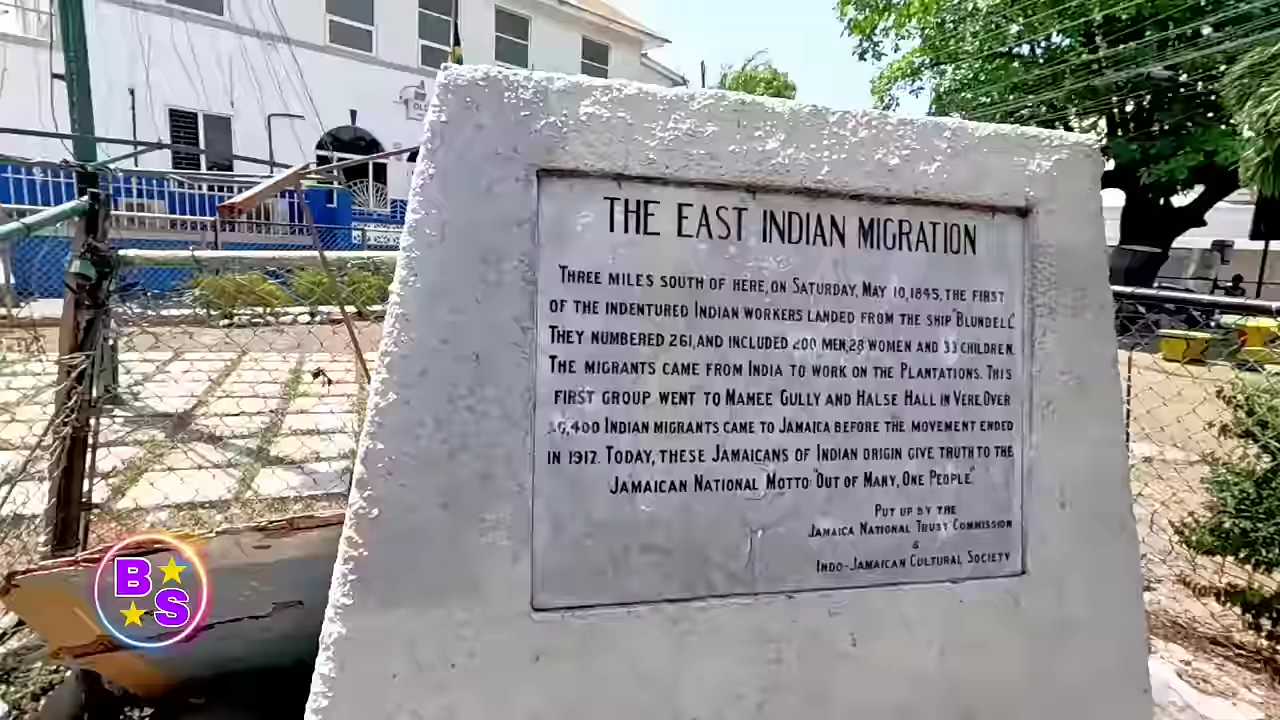 THE EAST INDIAN MIGRATION
THREE MILES SOUTH OF HERE, ON SATURDAY, MAY 10, 1845, THE FIRST
OF THE INDENTURED INDIAN WORKERS LANDED FROM THE SHIP "BLUNDELL".
THEY NUMBERED 261, AND INCLUDED 200 MEN, 28 WOMEN AND 33 CHILDREN.
THE MIGRANTS CAME FROM INDIA TO WORK ON THE PLANTATIONS. THIS
FIRST GROUP WENT TO MAMEE GULLY AND HALSE HALL IN VERE. OVER
INDIAN MIGRANTS CAME TO JAMAICA BEFORE THE MOVEMENT ENDED
IN 1917. TODAY, THESE JAMAICANS OF INDIAN ORIGIN GIVE TRUTH TO THE
JAMAICAN NATIONAL MOTTO "OUT OF MANY, ONE PEOPLE"
PUT UP BY THE
JAMAICA NATIONAL TRUST COMMISSION
&
INDO-JAMAICAN CULTURAL SOCIETY
BS